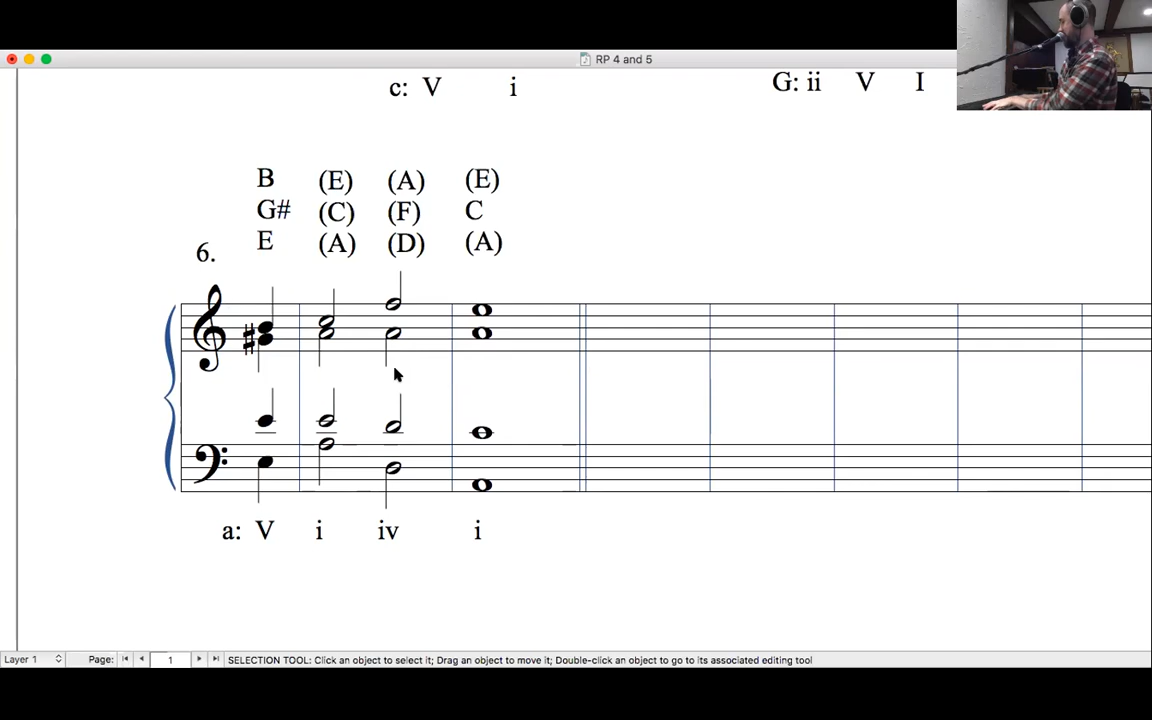 RP 4 and 5
c: V i G: ii V I
B (E) (A) (E)
G# (C) (F) C
E (A) (D) (A)
6.
a: V i iv i
Layer 1 Page: 1 SELECTION TOOL: Click an object to select it; Drag an object to move it; Double-click an object to go to its associated editing tool